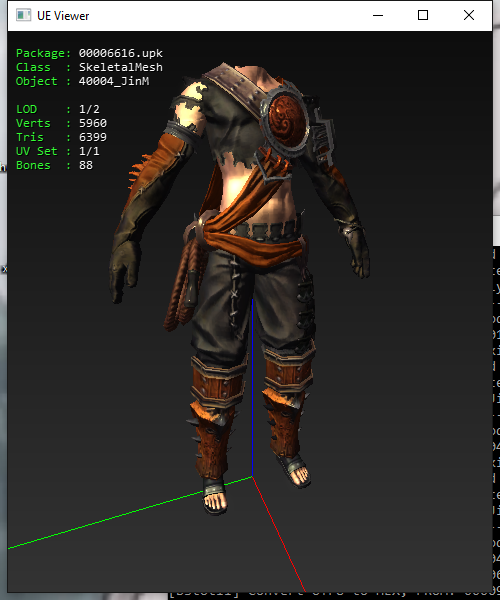 UE Viewer
Package: 00006616.upk
Class : SkeletalMesh
Object : 40004_JinM
LOD : 1/2
Verts : 5960
Tris : 6399
UV Set : 1/1
Bones : 88